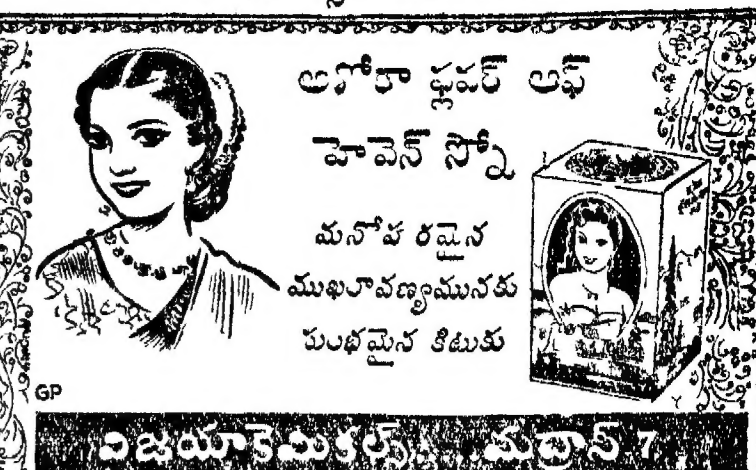 అశోకా ఫ్లవర్ ఆఫ్
హెవెన్ స్నో
మనోహరమైన
ముఖలావణ్యమునకు
సులభమైన కిటుకు
GP
విజయా కెమికల్స్, మద్రాస్ 7